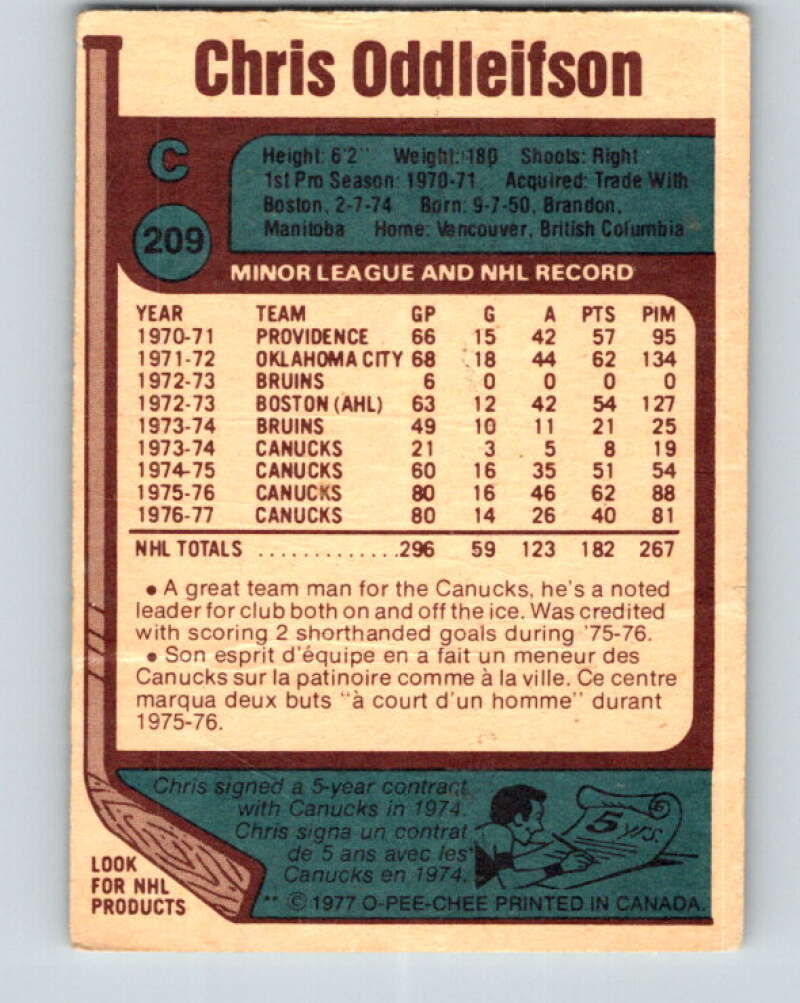 Chris Oddleifson
C
Height: 6'2" Weight: 180 Shoots: Right
1st Pro Season: 1970-71 Acquired: Trade With
Boston, 2-7-74 Born: 9-7-50, Brandon,
Manitoba Home: Vancouver, British Columbia
209
MINOR LEAGUE AND NHL RECORD
YEAR TEAM GP G A PTS PIM
1970-71 PROVIDENCE 66 15 42 57 95
1971-72 OKLAHOMA CITY 68 18 44 62 134
1972-73 BRUINS 6 0 0 0 0
1972-73 BOSTON (AHL) 63 12 42 54 127
1973-74 BRUINS 49 10 11 21 25
1973-74 CANUCKS 21 3 5 8 19
1974-75 CANUCKS 60 16 35 51 54
1975-76 CANUCKS 80 16 46 62 88
1976-77 CANUCKS 80 14 26 40 81
NHL TOTALS .............296 59 123 182 267
• A great team man for the Canucks, he's a noted
leader for club both on and off the ice. Was credited
with scoring 2 shorthanded goals during '75-76.
• Son esprit d'équipe en a fait un meneur des
Canucks sur la patinoire comme à la ville. Ce centre
marqua deux buts "à court d'un homme" durant
1975-76.
Chris signed a 5-year contract
with Canucks in 1974.
Chris signa un contrat
de 5 ans avec les
Canucks en 1974.
5 YRS.
LOOK
FOR NHL
PRODUCTS
** © 1977 O-PEE-CHEE PRINTED IN CANADA.